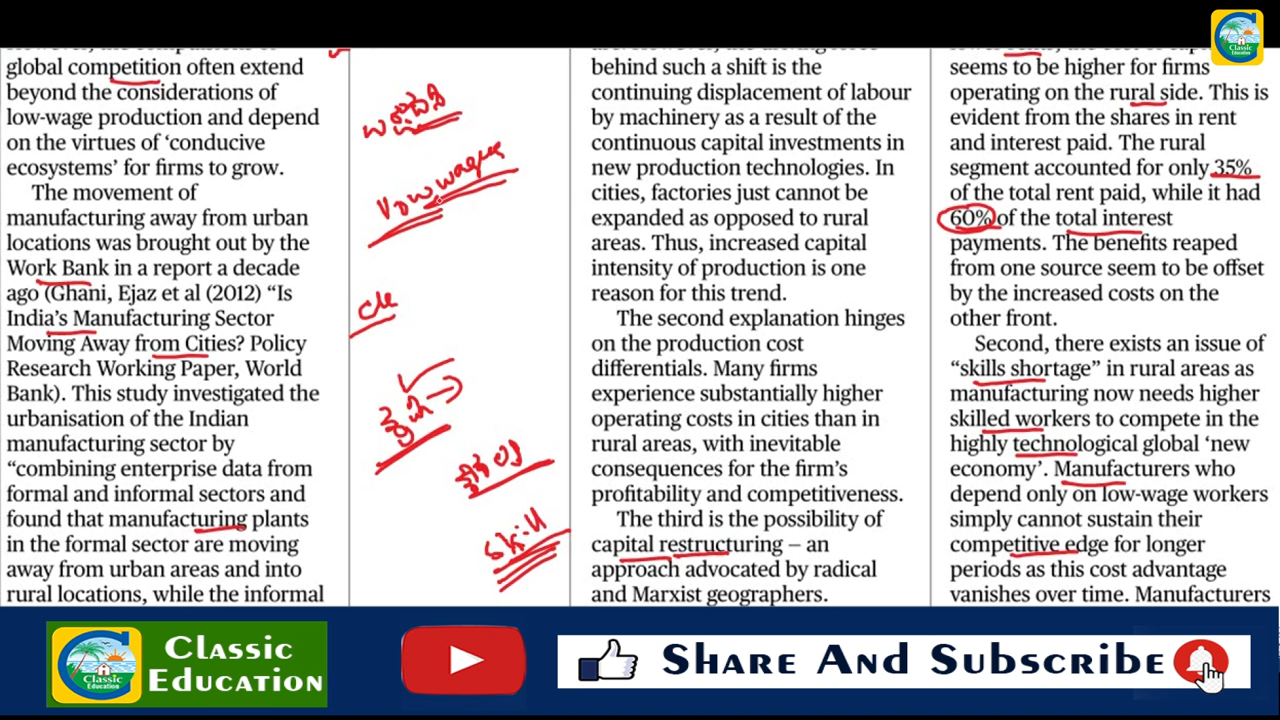 global competition often extend
beyond the considerations of
low-wage production and depend
on the virtues of ‘conducive
ecosystems’ for firms to grow.
The movement of
manufacturing away from urban
locations was brought out by the
Work Bank in a report a decade
ago (Ghani, Ejaz et al (2012) “Is
India’s Manufacturing Sector
Moving Away from Cities? Policy
Research Working Paper, World
Bank). This study investigated the
urbanisation of the Indian
manufacturing sector by
“combining enterprise data from
formal and informal sectors and
found that manufacturing plants
in the formal sector are moving
away from urban areas and into
rural locations, while the informal
low wages
Skill
behind such a shift is the
continuing displacement of labour
by machinery as a result of the
continuous capital investments in
new production technologies. In
cities, factories just cannot be
expanded as opposed to rural
areas. Thus, increased capital
intensity of production is one
reason for this trend.
The second explanation hinges
on the production cost
differentials. Many firms
experience substantially higher
operating costs in cities than in
rural areas, with inevitable
consequences for the firm’s
profitability and competitiveness.
The third is the possibility of
capital restructuring – an
approach advocated by radical
and Marxist geographers.
seems to be higher for firms
operating on the rural side. This is
evident from the shares in rent
and interest paid. The rural
segment accounted for only 35%
of the total rent paid, while it had
60% of the total interest
payments. The benefits reaped
from one source seem to be offset
by the increased costs on the
other front.
Second, there exists an issue of
“skills shortage” in rural areas as
manufacturing now needs higher
skilled workers to compete in the
highly technological global ‘new
economy’. Manufacturers who
depend only on low-wage workers
simply cannot sustain their
competitive edge for longer
periods as this cost advantage
vanishes over time. Manufacturers
Classic
Education
Classic
Education
Classic
Education
Share And Subscribe